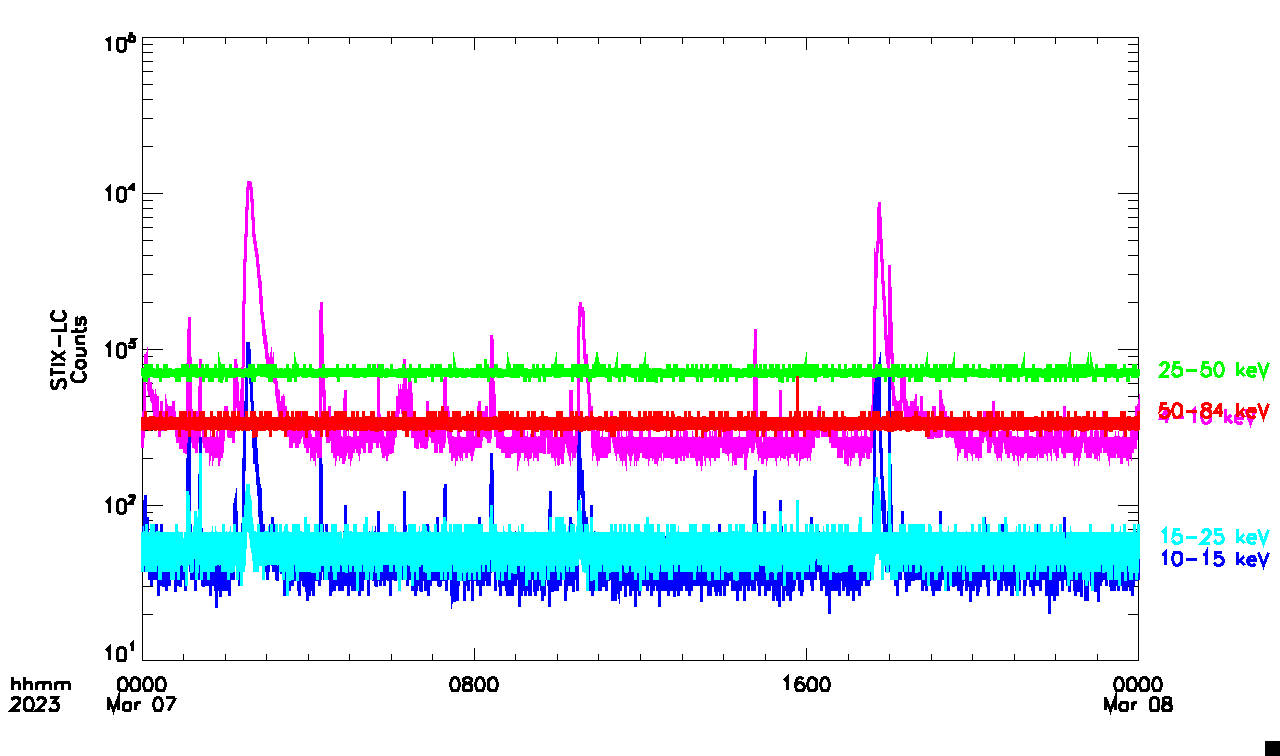 10^5
10^4
10^3
10^2
10^1
STIX-LC
Counts
25-50 keV
50-84 keV
15-25 keV
10-15 keV
hhmm 0000 0800 1600 0000
2023 Mar 07 Mar 08